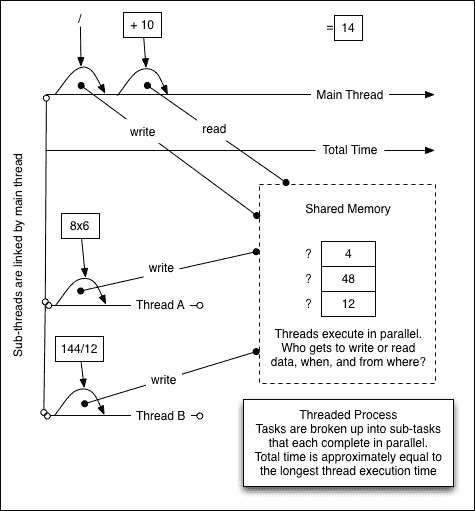 /
+ 10
= 14
Main Thread
write
read
Total Time
Sub-threads are linked by main thread
Shared Memory
8x6
? 4
? 48
? 12
write
Thread A
Threads execute in parallel.
Who gets to write or read
data, when, and from where?
144/12
write
Thread B
Threaded Process
Tasks are broken up into sub-tasks
that each complete in parallel.
Total time is approximately equal to
the longest thread execution time